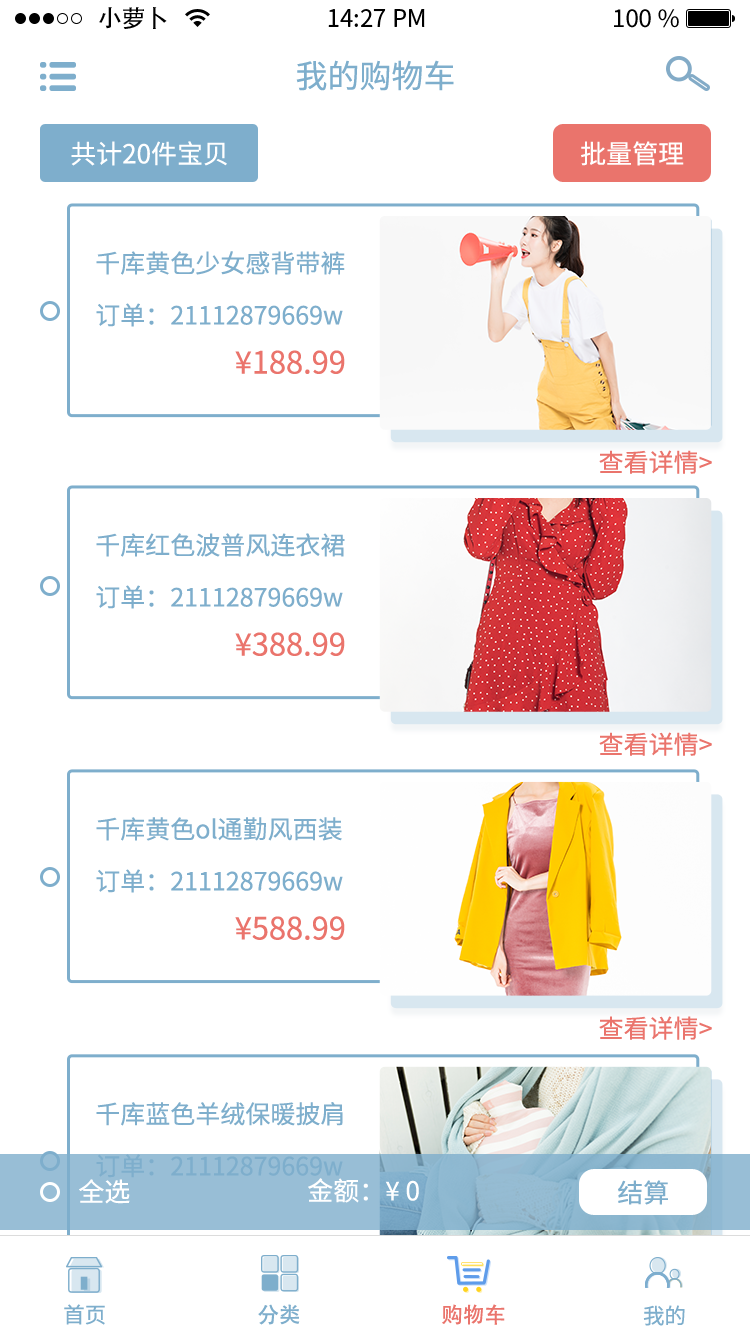 小萝卜 14:27 PM 100 %
我的购物车
共计20件宝贝 批量管理
千库黄色少女感背带裤
订单：21112879669w
¥188.99
查看详情>
千库红色波普风连衣裙
订单：21112879669w
¥388.99
查看详情>
千库黄色ol通勤风西装
订单：21112879669w
¥588.99
查看详情>
千库蓝色羊绒保暖披肩
订单：21112879669w
全选 金额：¥ 0 结算
首页 分类 购物车 我的